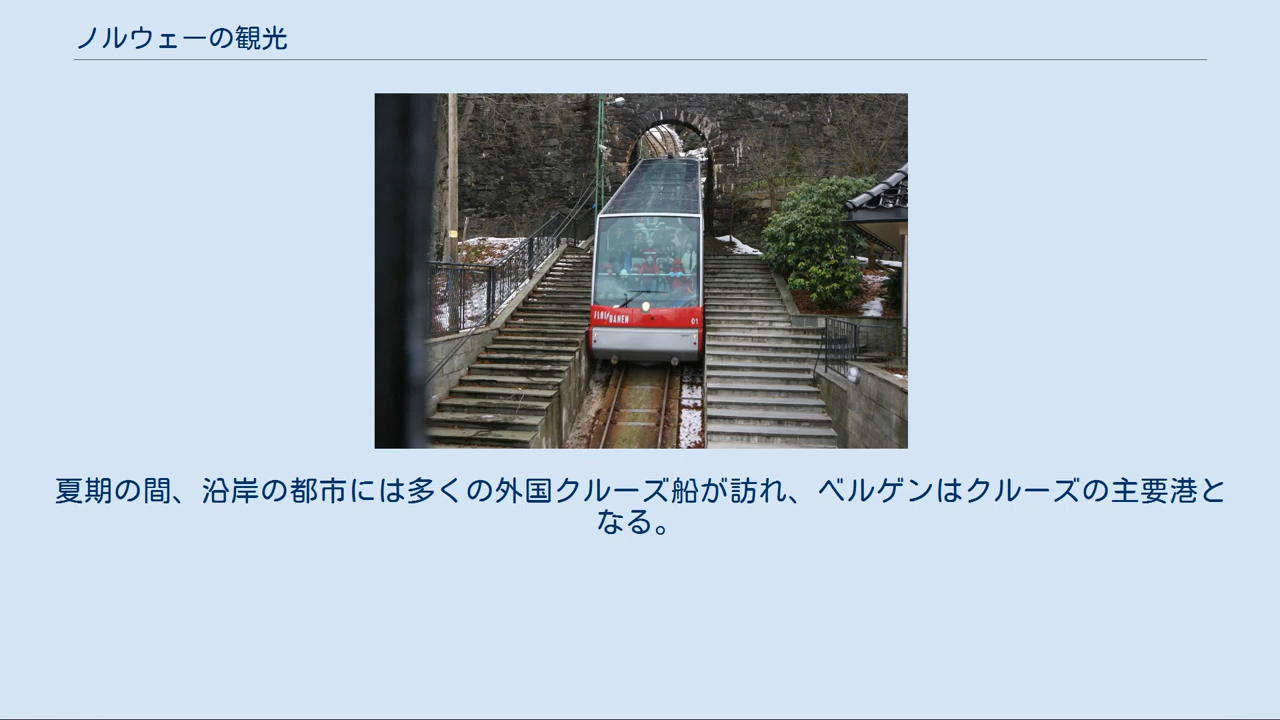 ノルウェーの観光
FLØIBANEN
01
夏期の間、沿岸の都市には多くの外国クルーズ船が訪れ、ベルゲンはクルーズの主要港と
なる。